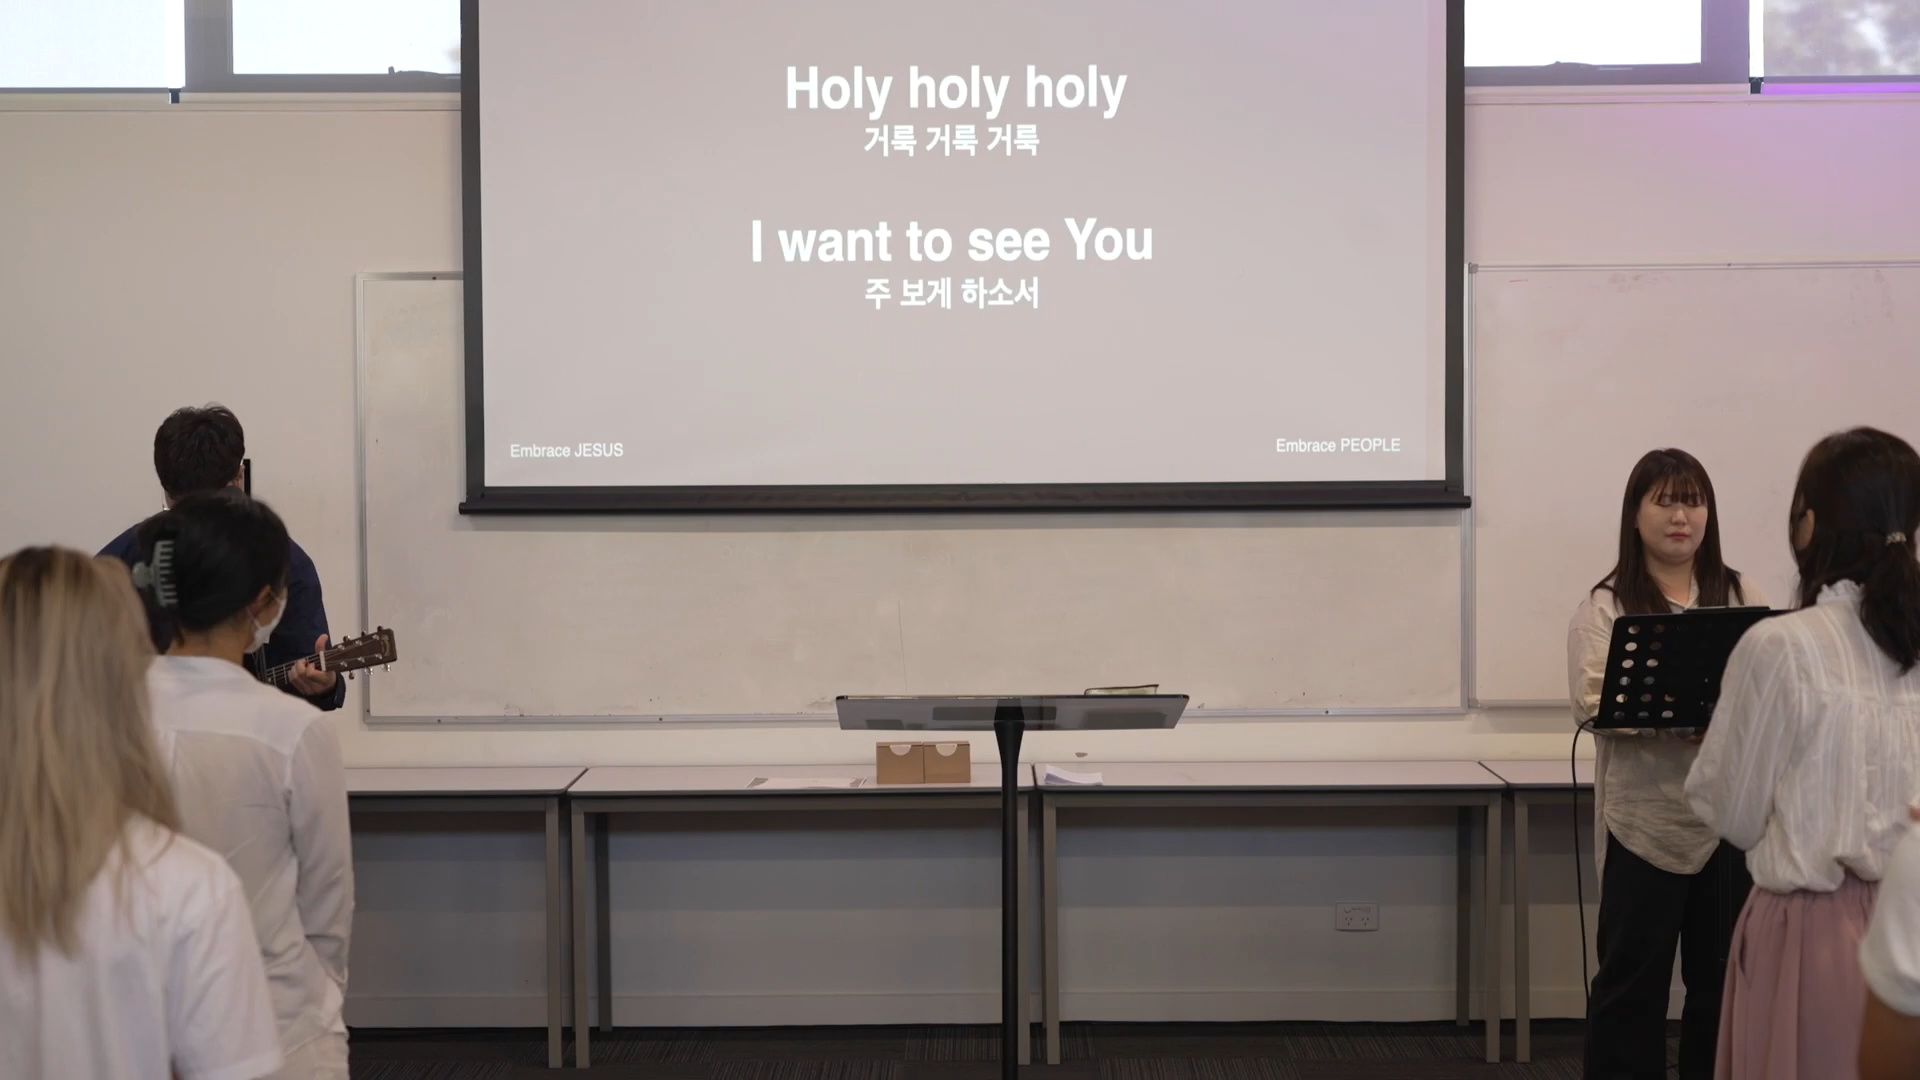 Holy holy holy
거룩 거룩 거룩
I want to see You
주 보게 하소서
Embrace JESUS
Embrace PEOPLE